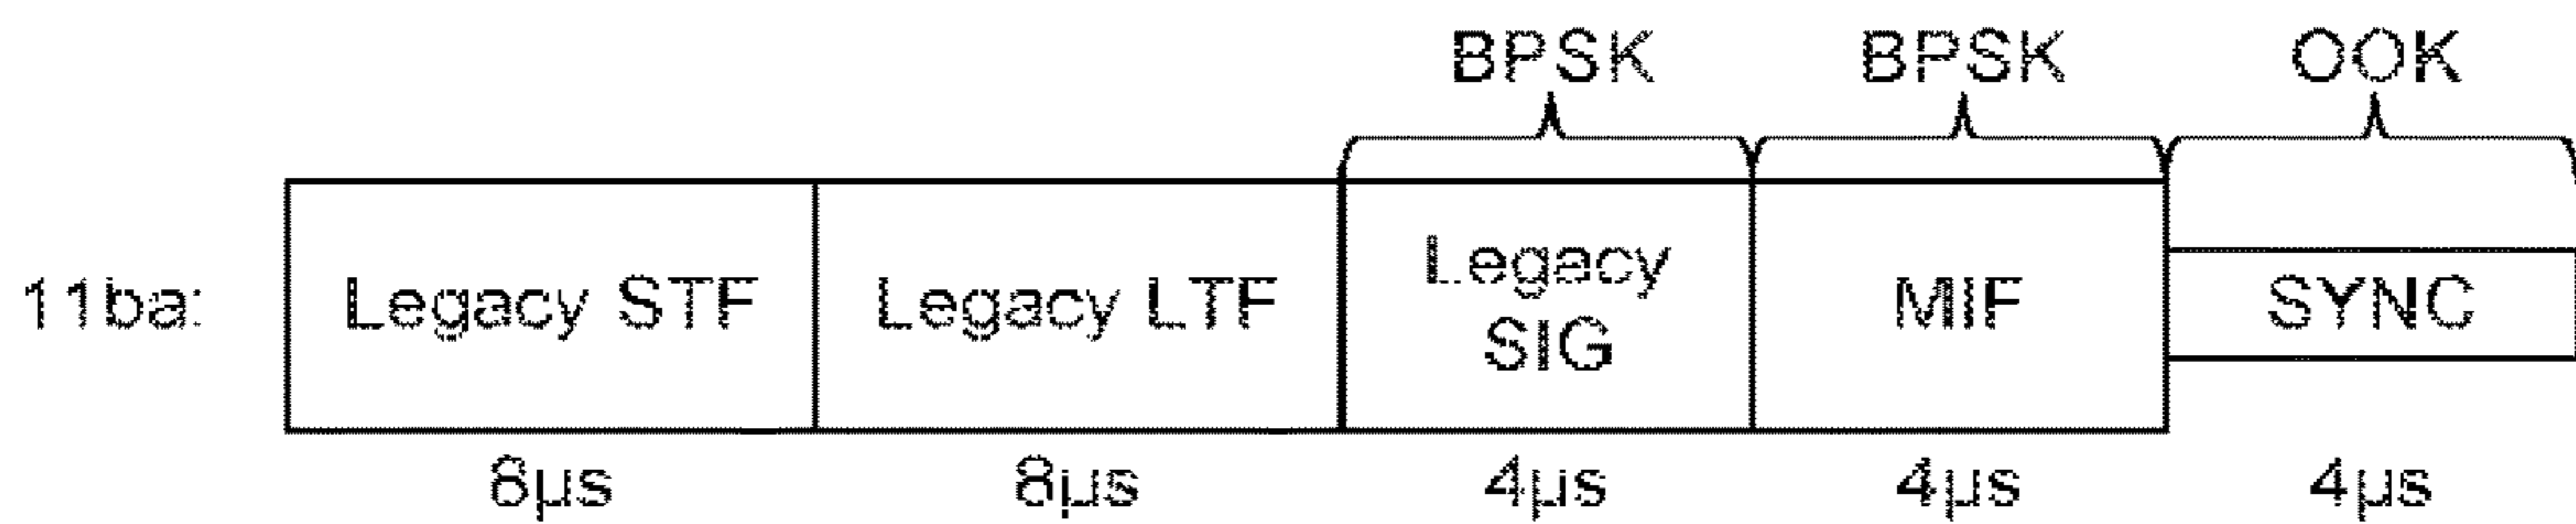 BPSK BPSK OOK
11ba: Legacy STF Legacy LTF Legacy SIG MIF SYNC
8µs 8µs 4µs 4µs 4µs